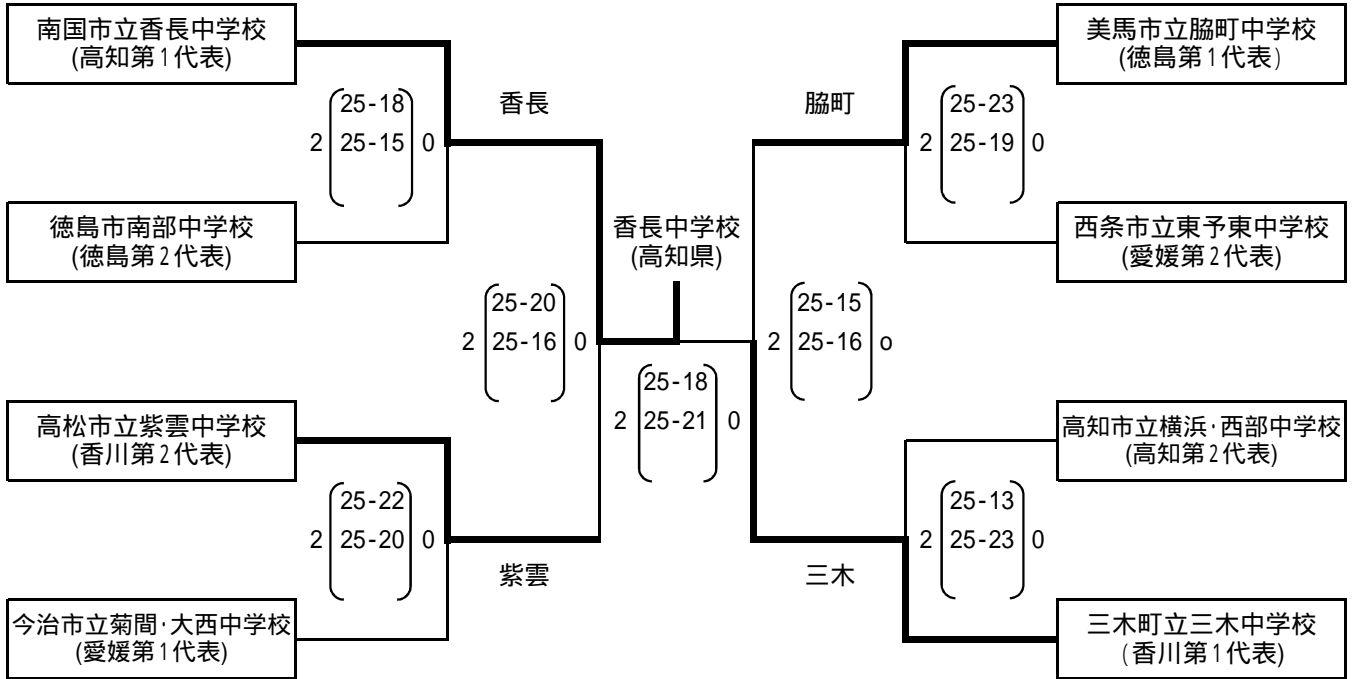 南国市立香長中学校
(高知第1代表)
美馬市立脇町中学校
(徳島第1代表)
香長
脇町
25-18
2 25-15 0
25-23
2 25-19 0
徳島市南部中学校
(徳島第2代表)
香長中学校
(高知県)
西条市立東予東中学校
(愛媛第2代表)
25-20
2 25-16 0
25-15
2 25-16 o
25-18
2 25-21 0
高松市立紫雲中学校
(香川第2代表)
高知市立横浜・西部中学校
(高知第2代表)
25-22
2 25-20 0
25-13
2 25-23 0
紫雲
三木
今治市立菊間・大西中学校
(愛媛第1代表)
三木町立三木中学校
(香川第1代表)